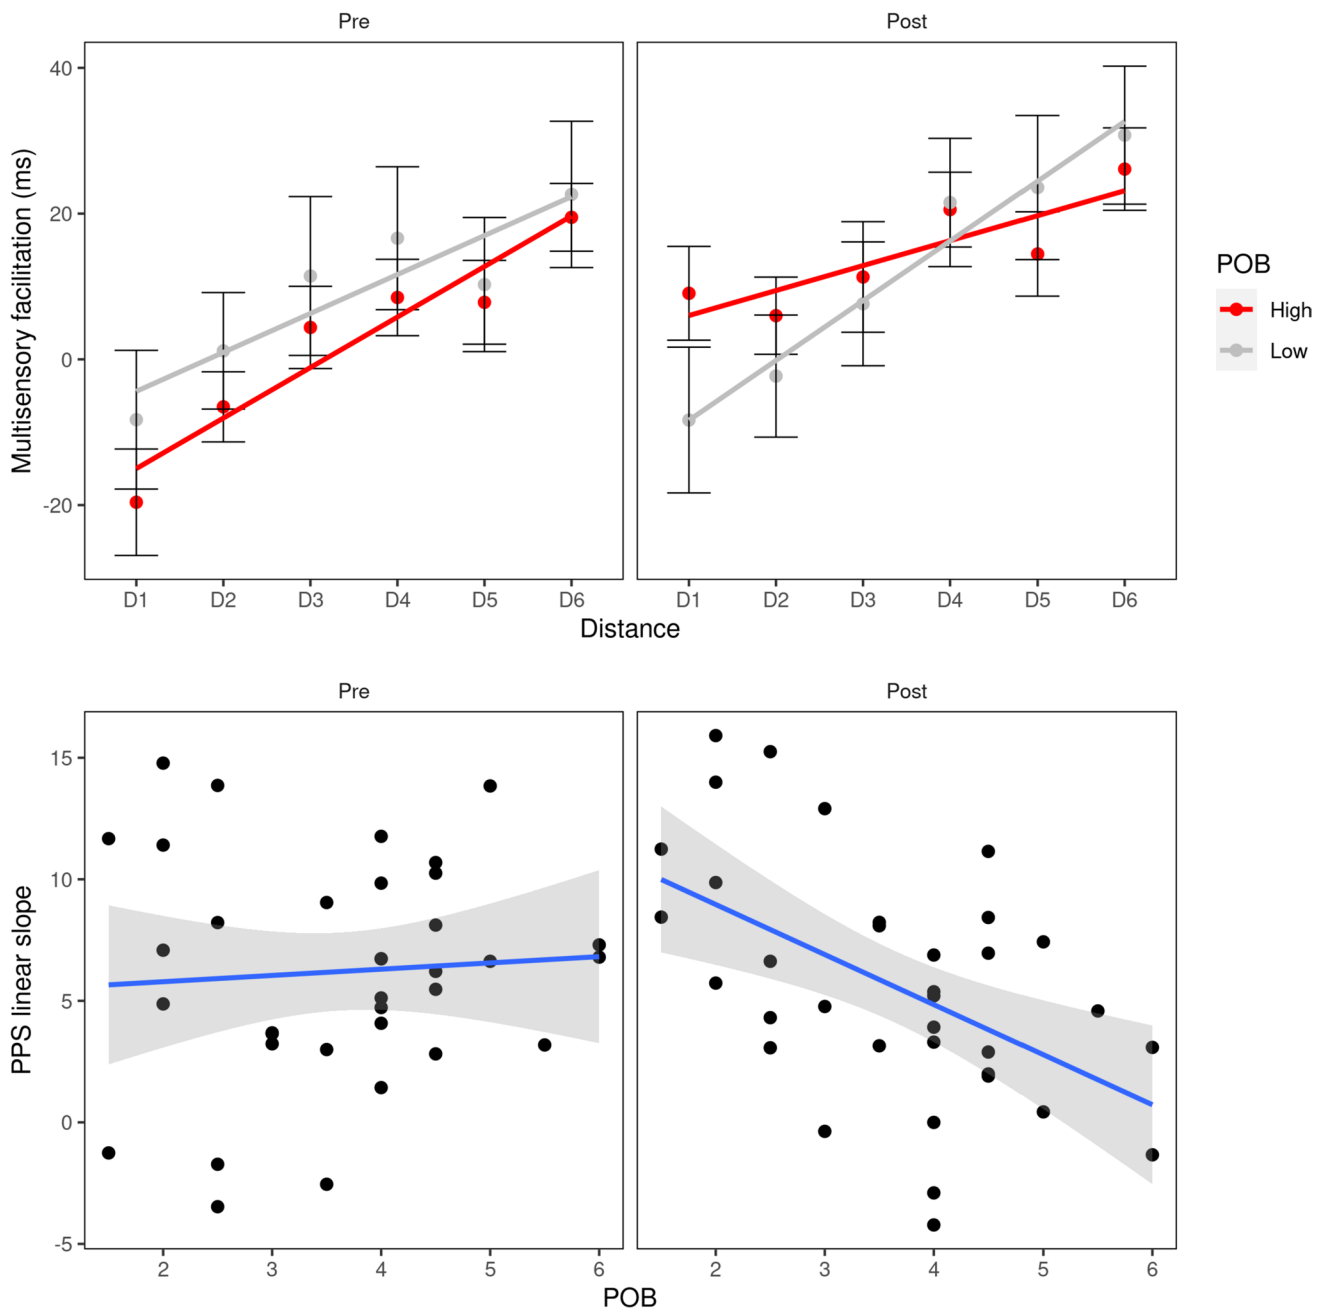 Pre Post
Multisensory facilitation (ms)
40
20
0
-20
D1 D2 D3 D4 D5 D6 D1 D2 D3 D4 D5 D6
Distance
POB
High
Low
Pre Post
PPS linear slope
15
10
5
0
-5
2 3 4 5 6 2 3 4 5 6
POB